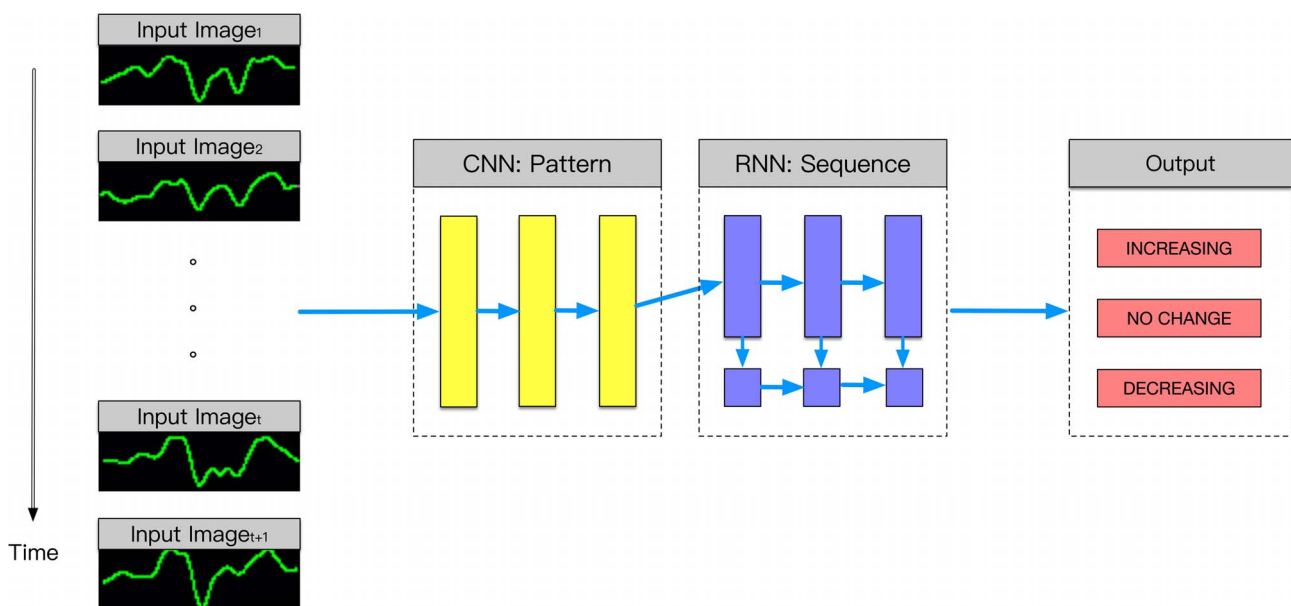 Input Image1
Input Image2
Input Imaget
Input Imaget+1
Time
CNN: Pattern
RNN: Sequence
Output
INCREASING
NO CHANGE
DECREASING